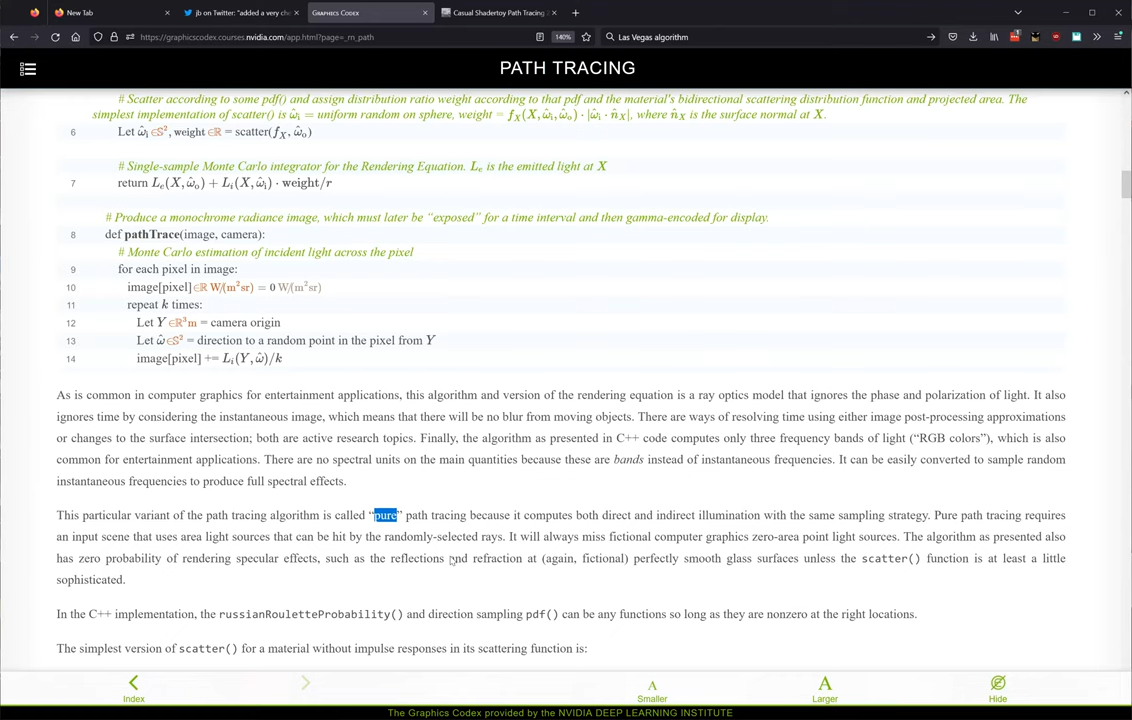 New Tab
jb on Twitter: "added a very che
GRAPHICS CODEX
Casual Shadertoy Path Tracing
https://graphicscodex.courses.nvidia.com/app.html?page=_rn_path
140%
Las Vegas algorithm
PATH TRACING
# Scatter according to some pdf() and assign distribution ratio weight according to that pdf and the material's bidirectional scattering distribution function and projected area. The
simplest implementation of scatter() is ω̂ᵢ = uniform random on sphere, weight = f_X(X, ω̂ᵢ, ω̂ₒ) · |ω̂ᵢ · n̂_X|, where n̂_X is the surface normal at X.
6 Let ω̂ᵢ∈𝕊², weight∈ℝ = scatter(f_X, ω̂ₒ)
# Single-sample Monte Carlo integrator for the Rendering Equation. Lₑ is the emitted light at X
7 return Lₑ(X, ω̂ₒ) + Lᵢ(X, ω̂ᵢ) · weight/r
# Produce a monochrome radiance image, which must later be “exposed” for a time interval and then gamma-encoded for display.
8 def pathTrace(image, camera):
# Monte Carlo estimation of incident light across the pixel
9 for each pixel in image:
10 image[pixel]∈ℝ W/(m²sr) = 0 W/(m²sr)
11 repeat k times:
12 Let Y∈ℝ³m = camera origin
13 Let ω̂∈𝕊² = direction to a random point in the pixel from Y
14 image[pixel] += Lᵢ(Y, ω̂)/k
As is common in computer graphics for entertainment applications, this algorithm and version of the rendering equation is a ray optics model that ignores the phase and polarization of light. It also
ignores time by considering the instantaneous image, which means that there will be no blur from moving objects. There are ways of resolving time using either image post-processing approximations
or changes to the surface intersection; both are active research topics. Finally, the algorithm as presented in C++ code computes only three frequency bands of light (“RGB colors”), which is also
common for entertainment applications. There are no spectral units on the main quantities because these are bands instead of instantaneous frequencies. It can be easily converted to sample random
instantaneous frequencies to produce full spectral effects.
This particular variant of the path tracing algorithm is called “pure” path tracing because it computes both direct and indirect illumination with the same sampling strategy. Pure path tracing requires
an input scene that uses area light sources that can be hit by the randomly-selected rays. It will always miss fictional computer graphics zero-area point light sources. The algorithm as presented also
has zero probability of rendering specular effects, such as the reflections and refraction at (again, fictional) perfectly smooth glass surfaces unless the scatter() function is at least a little
sophisticated.
In the C++ implementation, the russianRouletteProbability() and direction sampling pdf() can be any functions so long as they are nonzero at the right locations.
The simplest version of scatter() for a material without impulse responses in its scattering function is:
Index
A
Smaller
A
Larger
Hide
The Graphics Codex provided by the NVIDIA DEEP LEARNING INSTITUTE